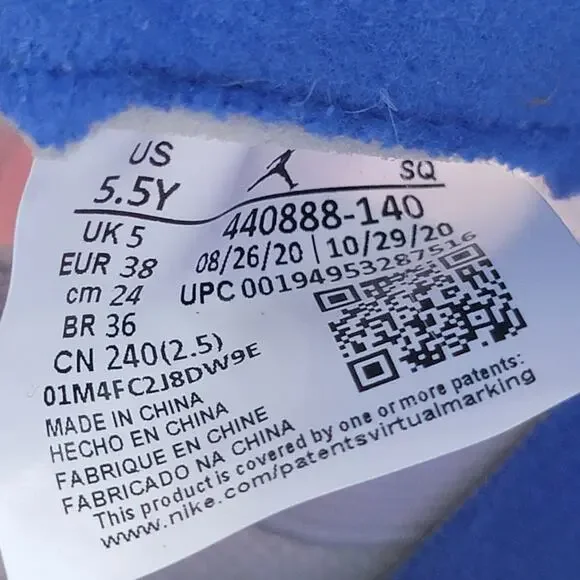 US
5.5Y
SQ
UK 5
440888-140
EUR 38
08/26/20 | 10/29/20
cm 24
UPC 00194953287516
BR 36
CN 240(2.5)
01M4FC2J8DW9E
MADE IN CHINA
HECHO EN CHINA
FABRIQUE EN CHINE
FABRICADO NA CHINA
This product is covered by one or more patents:
www.nike.com/patentsvirtualmarking